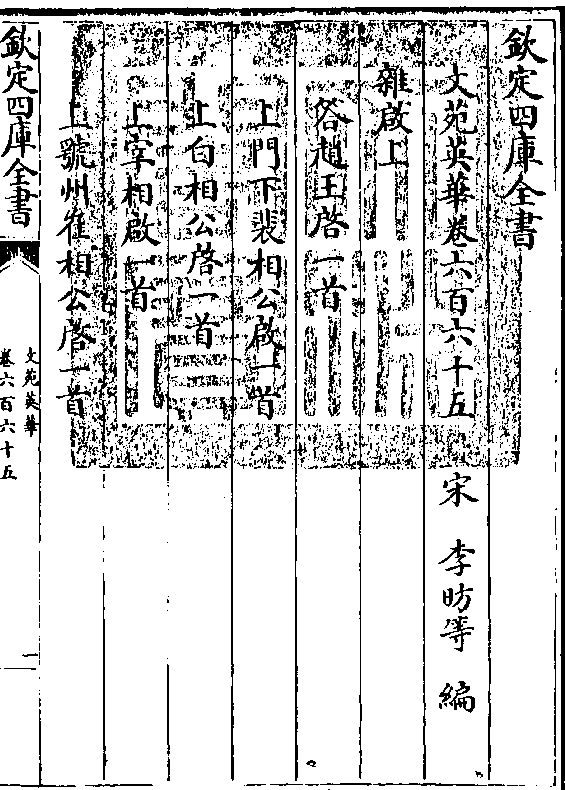 欽定四庫全書
文苑英華卷六百六十五
宋 李昉等 編
雜啟上
答趙王啓一首
上門下裴相公啟一首
上白相公啓一首
上宰相啟一首
上虢州崔相公啓一首
欽定四庫全書
文苑英華
卷六百六十五
一